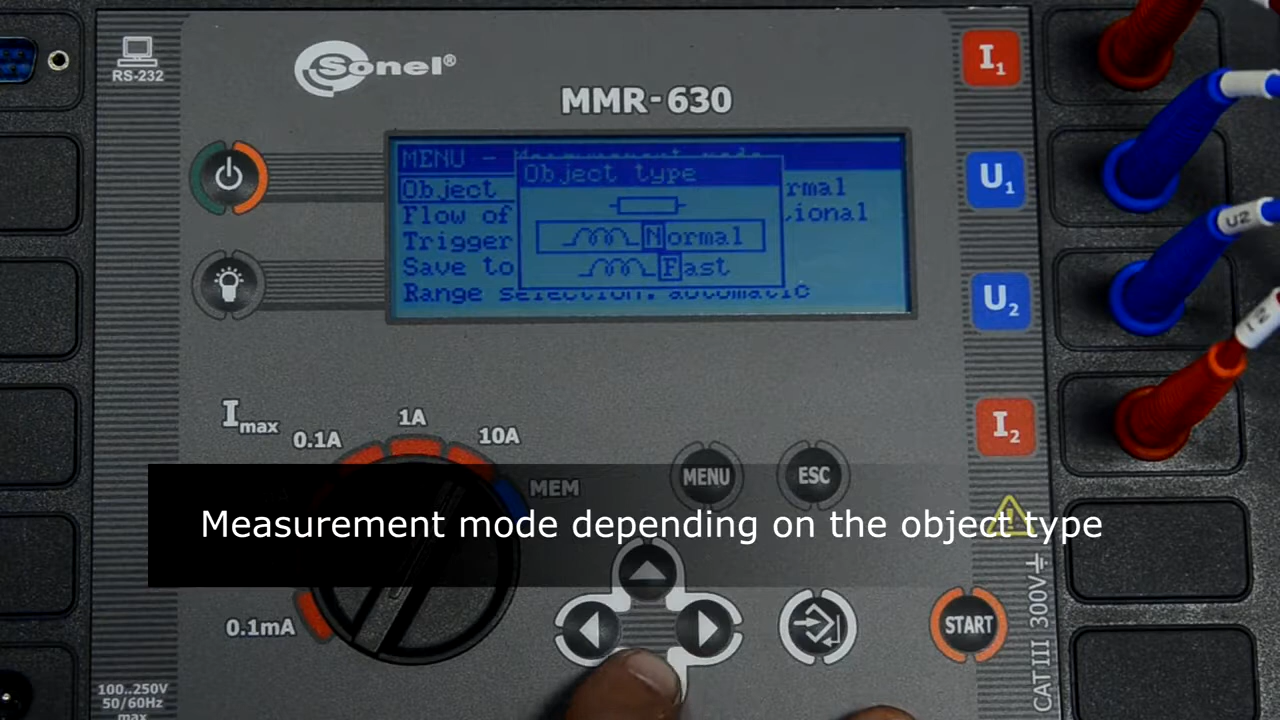 RS-232
Sonel®
MMR-630
I1
U1
U2
I2
MENU - Measurement mode
Object
Object type
rmal
Flow of
ional
Trigger
Normal
Save to
Fast
Range selection: automatic
Imax
0.1A
1A
10A
MEM
MENU
ESC
Measurement mode depending on the object type
0.1mA
START
CAT III 300V
100..250V
50/60Hz
max
U2